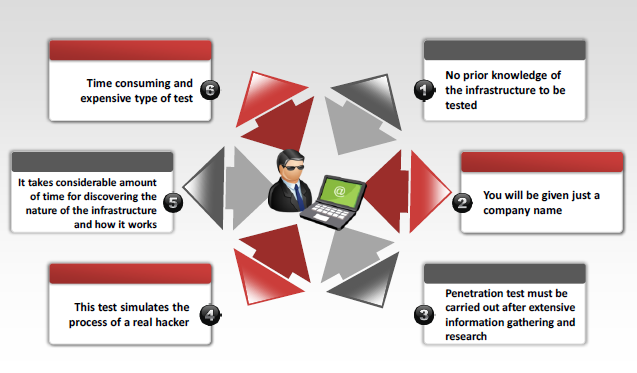 1
No prior knowledge of
the infrastructure to be
tested
2
You will be given just a
company name
3
Penetration test must be
carried out after extensive
information gathering and
research
4
This test simulates the
process of a real hacker
5
It takes considerable amount
of time for discovering the
nature of the infrastructure
and how it works
6
Time consuming and
expensive type of test
@